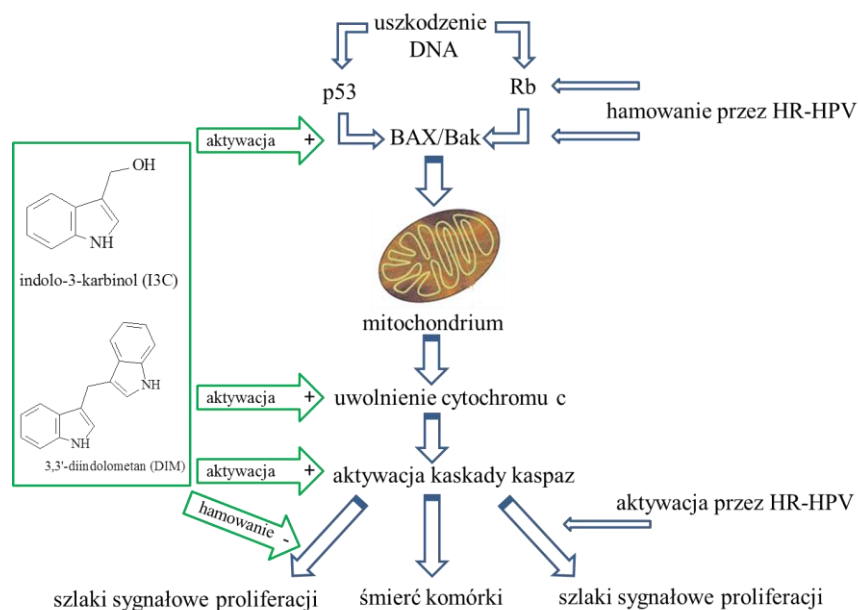 uszkodzenie
DNA
p53
Rb
hamowanie przez HR-HPV
aktywacja +
BAX/Bak
OH
NH
indolo-3-karbinol (I3C)
mitochondrium
NH
NH
3,3'-diindolometan (DIM)
aktywacja +
uwolnienie cytochromu c
aktywacja +
aktywacja kaskady kaspaz
hamowanie -
aktywacja przez HR-HPV
szlaki sygnałowe proliferacji
śmierć komórki
szlaki sygnałowe proliferacji